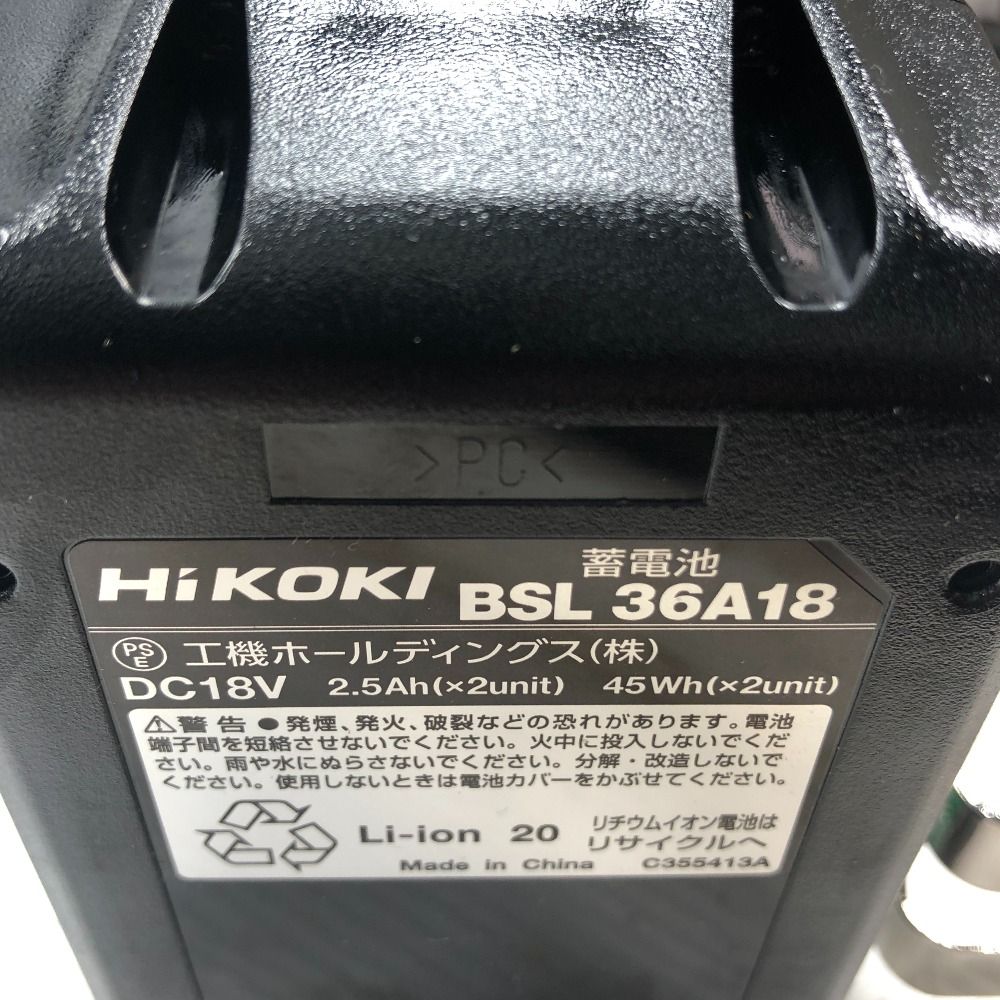 >PC<
HiKOKI
蓄電池
BSL 36A18
PSE 工機ホールディングス(株)
DC18V 2.5Ah(×2unit) 45Wh(×2unit)
⚠警告 ●発煙、発火、破裂などの恐れがあります。電池
端子間を短絡させないでください。火中に投入しないでくだ
さい。雨や水にぬらさないでください。分解・改造しないで
ください。使用しないときは電池カバーをかぶせてください。
Li-ion 20 リチウムイオン電池は
リサイクルへ
Made in China C355413A